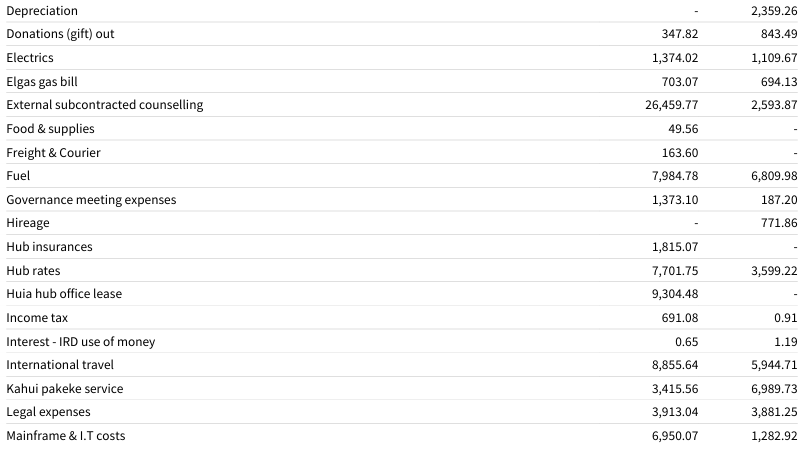 Depreciation - 2,359.26
Donations (gift) out 347.82 843.49
Electrics 1,374.02 1,109.67
Elgas gas bill 703.07 694.13
External subcontracted counselling 26,459.77 2,593.87
Food & supplies 49.56 -
Freight & Courier 163.60 -
Fuel 7,984.78 6,809.98
Governance meeting expenses 1,373.10 187.20
Hireage - 771.86
Hub insurances 1,815.07 -
Hub rates 7,701.75 3,599.22
Huia hub office lease 9,304.48 -
Income tax 691.08 0.91
Interest - IRD use of money 0.65 1.19
International travel 8,855.64 5,944.71
Kahui pakeke service 3,415.56 6,989.73
Legal expenses 3,913.04 3,881.25
Mainframe & I.T costs 6,950.07 1,282.92